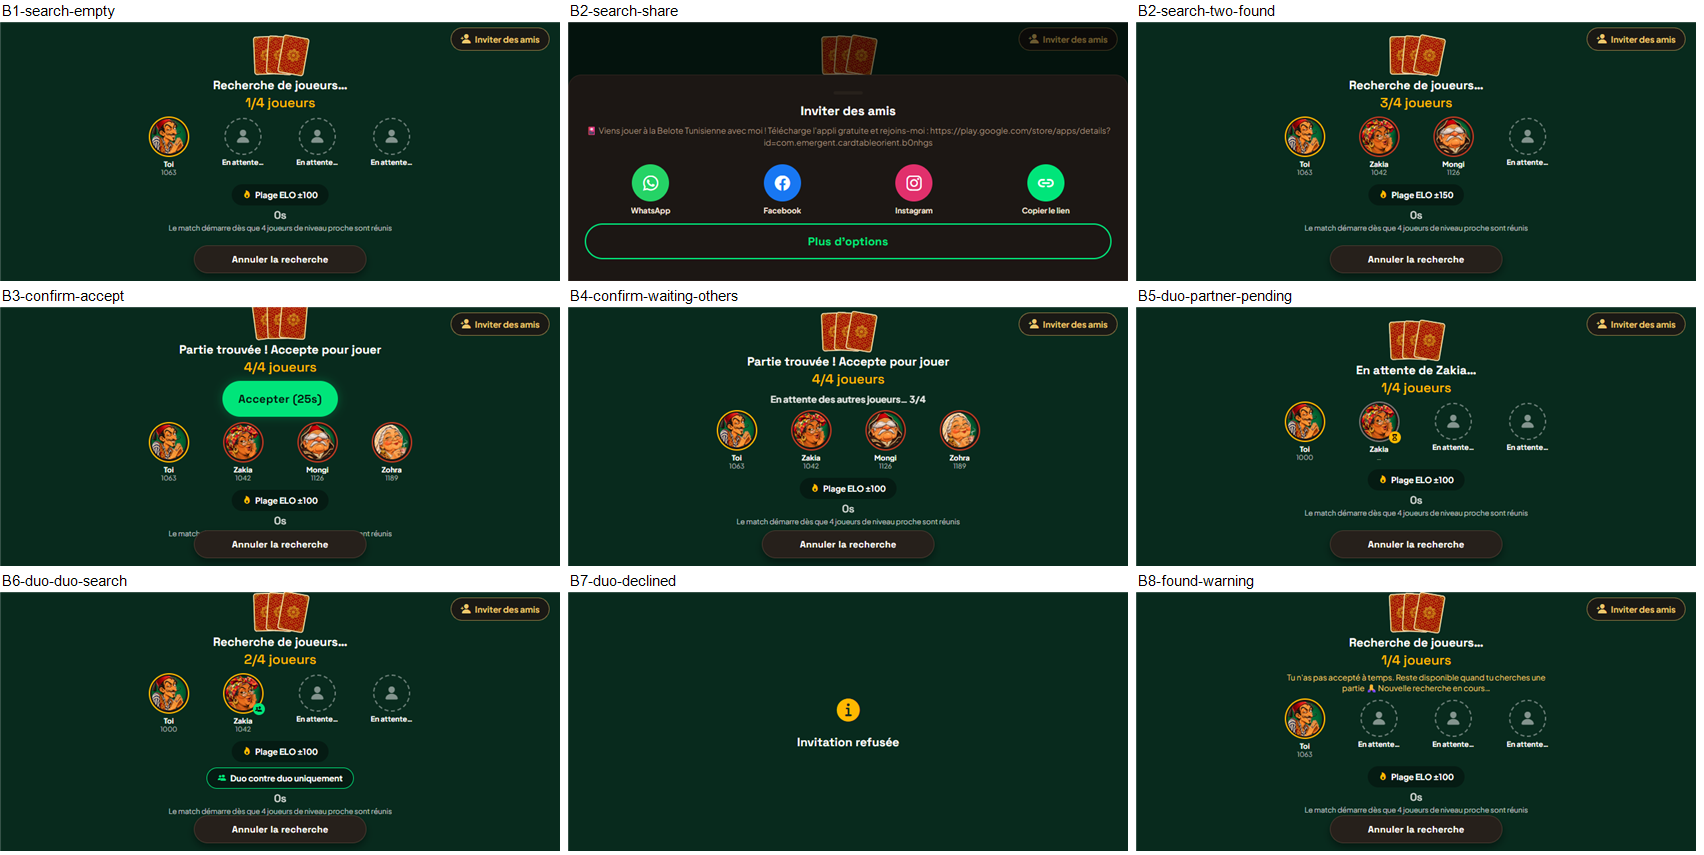 B1-search-empty
Inviter des amis
Recherche de joueurs...
1/4 joueurs
Toi
1063
En attente...
En attente...
En attente...
Plage ELO ±100
0s
Le match démarre dès que 4 joueurs de niveau proche sont réunis
Annuler la recherche
B2-search-share
Inviter des amis
Inviter des amis
Viens jouer à la Belote Tunisienne avec moi ! Télécharge l'appli gratuite et rejoins-moi : https://play.google.com/store/apps/details?
id=com.emergent.cardtableorient.b0nhgs
WhatsApp
Facebook
Instagram
Copier le lien
Plus d'options
B2-search-two-found
Inviter des amis
Recherche de joueurs...
3/4 joueurs
Toi
1063
Zakia
1042
Mongi
1126
En attente...
Plage ELO ±150
0s
Le match démarre dès que 4 joueurs de niveau proche sont réunis
Annuler la recherche
B3-confirm-accept
Inviter des amis
Partie trouvée ! Accepte pour jouer
4/4 joueurs
Accepter (25s)
Toi
1063
Zakia
1042
Mongi
1126
Zohra
1189
Plage ELO ±100
0s
Le match
nt réunis
Annuler la recherche
B4-confirm-waiting-others
Inviter des amis
Partie trouvée ! Accepte pour jouer
4/4 joueurs
En attente des autres joueurs... 3/4
Toi
1063
Zakia
1042
Mongi
1126
Zohra
1189
Plage ELO ±100
0s
Le match démarre dès que 4 joueurs de niveau proche sont réunis
Annuler la recherche
B5-duo-partner-pending
Inviter des amis
En attente de Zakia...
1/4 joueurs
Toi
1000
Zakia
...
En attente...
En attente...
Plage ELO ±100
0s
Le match démarre dès que 4 joueurs de niveau proche sont réunis
Annuler la recherche
B6-duo-duo-search
Inviter des amis
Recherche de joueurs...
2/4 joueurs
Toi
1000
Zakia
1042
En attente...
En attente...
Plage ELO ±100
Duo contre duo uniquement
0s
Le match démarre dès que 4 joueurs de niveau proche sont réunis
Annuler la recherche
B7-duo-declined
Invitation refusée
B8-found-warning
Inviter des amis
Recherche de joueurs...
1/4 joueurs
Tu n'as pas accepté à temps. Reste disponible quand tu cherches une
partie 🙏 Nouvelle recherche en cours...
Toi
1063
En attente...
En attente...
En attente...
Plage ELO ±100
0s
Le match démarre dès que 4 joueurs de niveau proche sont réunis
Annuler la recherche